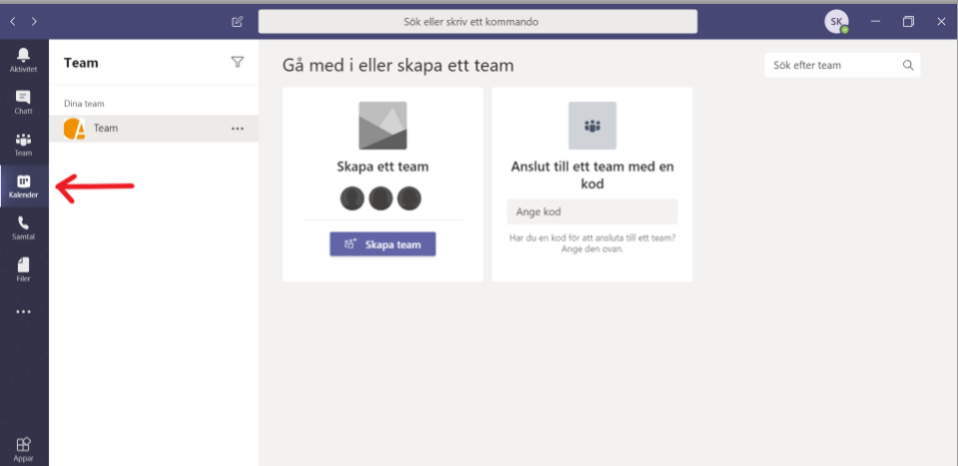 Sök eller skriv ett kommando
SK
Aktivitet
Chatt
Team
Kalender
Samtal
Filer
Appar
Team
Dina team
Team
Gå med i eller skapa ett team
Sök efter team
Skapa ett team
Skapa team
Anslut till ett team med en
kod
Ange kod
Har du en kod för att ansluta till ett team?
Ange den ovan.